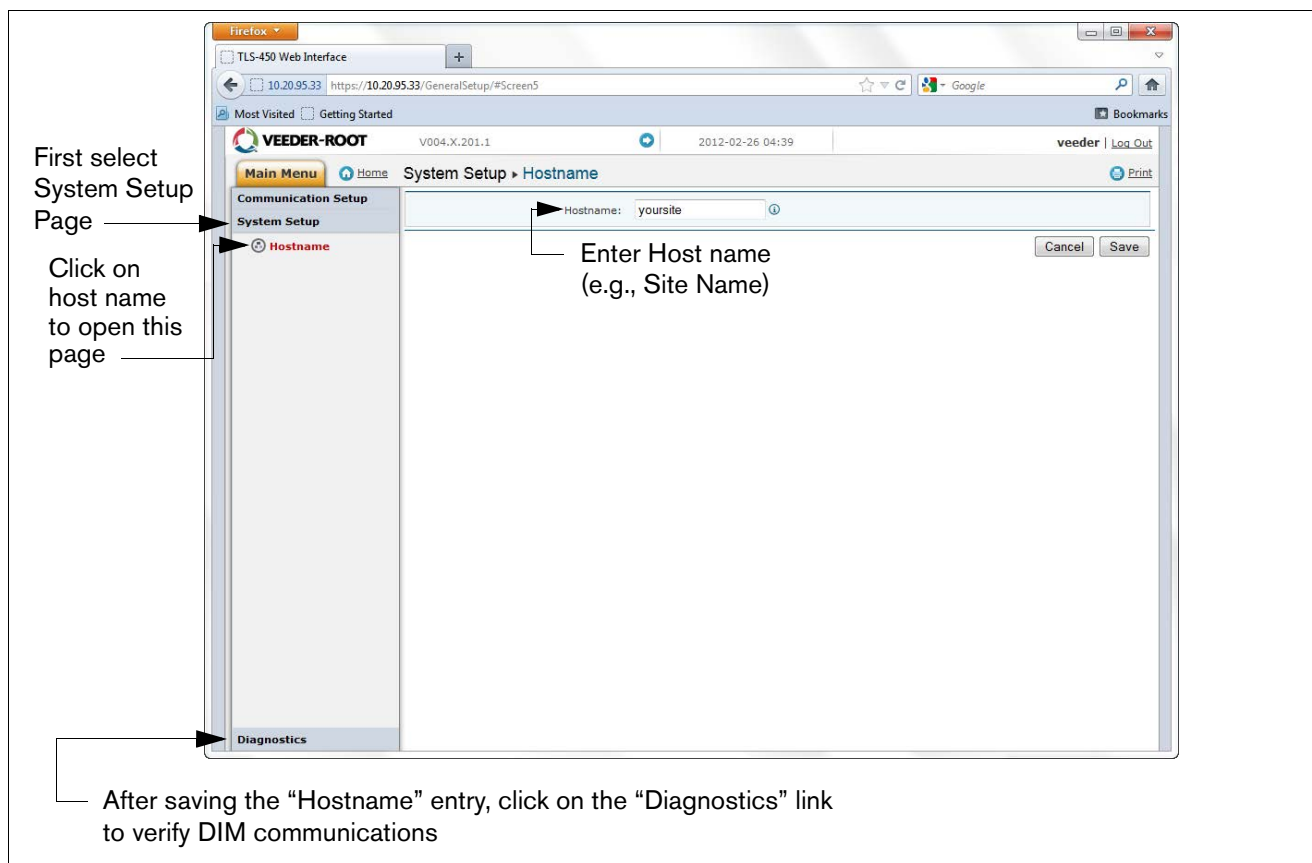 Firefox
TLS-450 Web Interface
+
10.20.95.33 https://10.20.95.33/GeneralSetup/#Screen5
Google
Most Visited Getting Started
Bookmarks
VEEDER-ROOT
V004.X.201.1
2012-02-26 04:39
veeder | Log Out
Main Menu
Home
System Setup ▸ Hostname
Print
Communication Setup
System Setup
Hostname
Hostname: yoursite
Cancel
Save
First select
System Setup
Page
Click on
host name
to open this
page
Enter Host name
(e.g., Site Name)
Diagnostics
After saving the “Hostname” entry, click on the “Diagnostics” link
to verify DIM communications